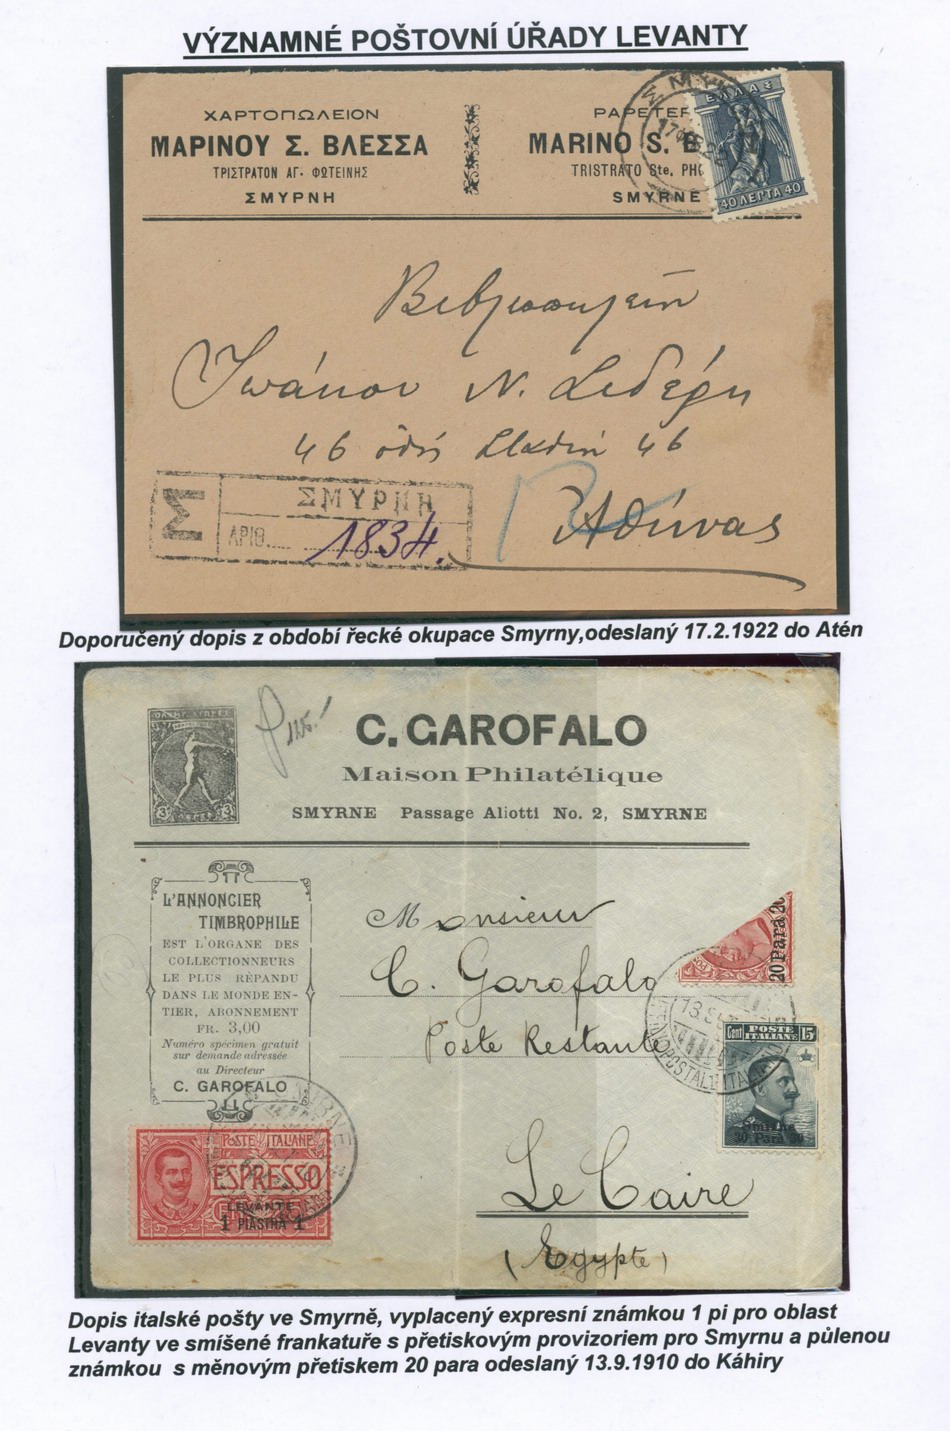 VÝZNAMNÉ POŠTOVNÍ ÚŘADY LEVANTY
ΧΑΡΤΟΠΩΛΕΙΟΝ
ΜΑΡΙΝΟΥ Σ. ΒΛΕΣΣΑ
ΤΡΙΣΤΡΑΤΟΝ ΑΓ· ΦΩΤΕΙΝΗΣ
ΣΜΥΡΝΗ
PAPETER
MARINO S. B
TRISTRATO Ste. PHO
SMYRNE
ΕΛΛΑΣ
40 ΛΕΠΤΑ 40
46 ὁδὸς 46
Ἀθήνας
Σ
ΣΜΥΡΝΗ
ΑΡΙΘ. 1834.
Doporučený dopis z období řecké okupace Smyrny,odeslaný 17.2.1922 do Atén
C. GAROFALO
Maison Philatélique
SMYRNE Passage Aliotti No. 2, SMYRNE
L'ANNONCIER
TIMBROPHILE
EST L'ORGANE DES
COLLECTIONNEURS
LE PLUS RÉPANDU
DANS LE MONDE EN-
TIER, ABONNEMENT
FR. 3,00
Numéro spécimen gratuit
sur demande adressée
au Directeur
C. GAROFALO
Monsieur
C. Garofalo
Poste Restante
Le Caire
(Egypte)
20 Para 20
Cent POSTE ITALIANE 15
30 Para 30
POSTE ITALIANE
ESPRESSO
LEVANTE
1 PIASTRA 1
Dopis italské pošty ve Smyrně, vyplacený expresní známkou 1 pi pro oblast
Levanty ve smíšené frankatuře s přetiskovým provizoriem pro Smyrnu a půlenou
známkou s měnovým přetiskem 20 para odeslaný 13.9.1910 do Káhiry